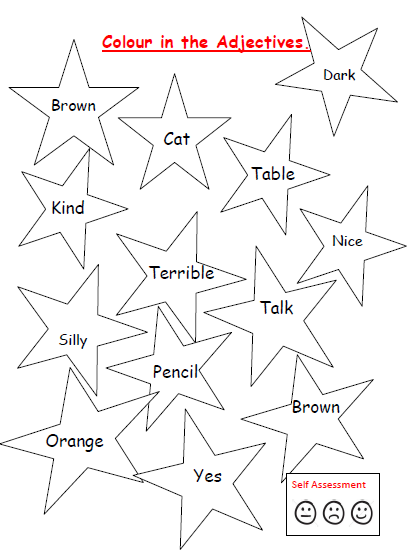 Colour in the Adjectives.
Dark
Brown
Cat
Table
Kind
Nice
Terrible
Talk
Silly
Pencil
Brown
Orange
Yes
Self Assessment